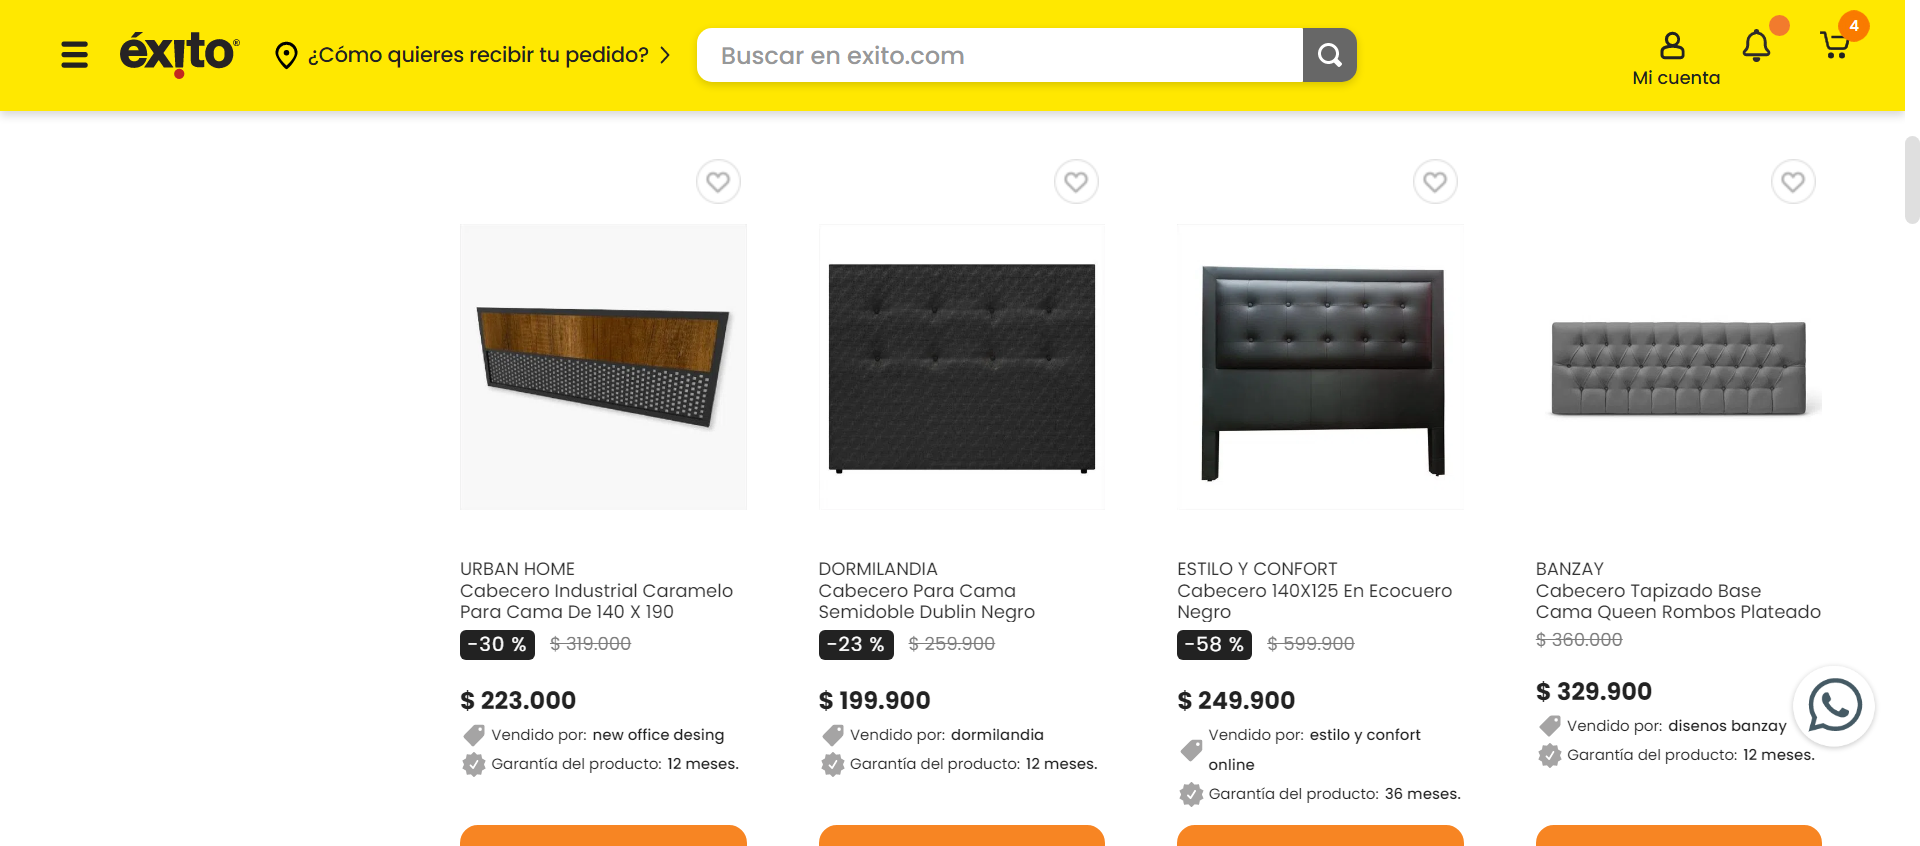 éxito®
¿Cómo quieres recibir tu pedido?
Buscar en exito.com
Mi cuenta
4
URBAN HOME
Cabecero Industrial Caramelo
Para Cama De 140 X 190
-30 % $ 319.000
$ 223.000
Vendido por: new office desing
Garantía del producto: 12 meses.
DORMILANDIA
Cabecero Para Cama
Semidoble Dublin Negro
-23 % $ 259.900
$ 199.900
Vendido por: dormilandia
Garantía del producto: 12 meses.
ESTILO Y CONFORT
Cabecero 140X125 En Ecocuero
Negro
-58 % $ 599.900
$ 249.900
Vendido por: estilo y confort
online
Garantía del producto: 36 meses.
BANZAY
Cabecero Tapizado Base
Cama Queen Rombos Plateado
$ 360.000
$ 329.900
Vendido por: disenos banzay
Garantía del producto: 12 meses.